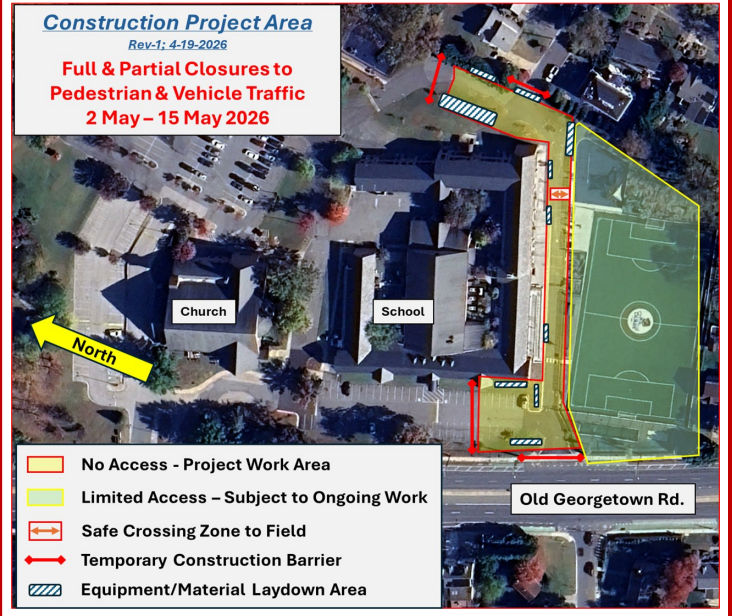 Construction Project Area
Rev-1; 4-19-2026
Full & Partial Closures to
Pedestrian & Vehicle Traffic
2 May – 15 May 2026
Church
School
North
No Access - Project Work Area
Limited Access – Subject to Ongoing Work
Safe Crossing Zone to Field
Temporary Construction Barrier
Equipment/Material Laydown Area
Old Georgetown Rd.